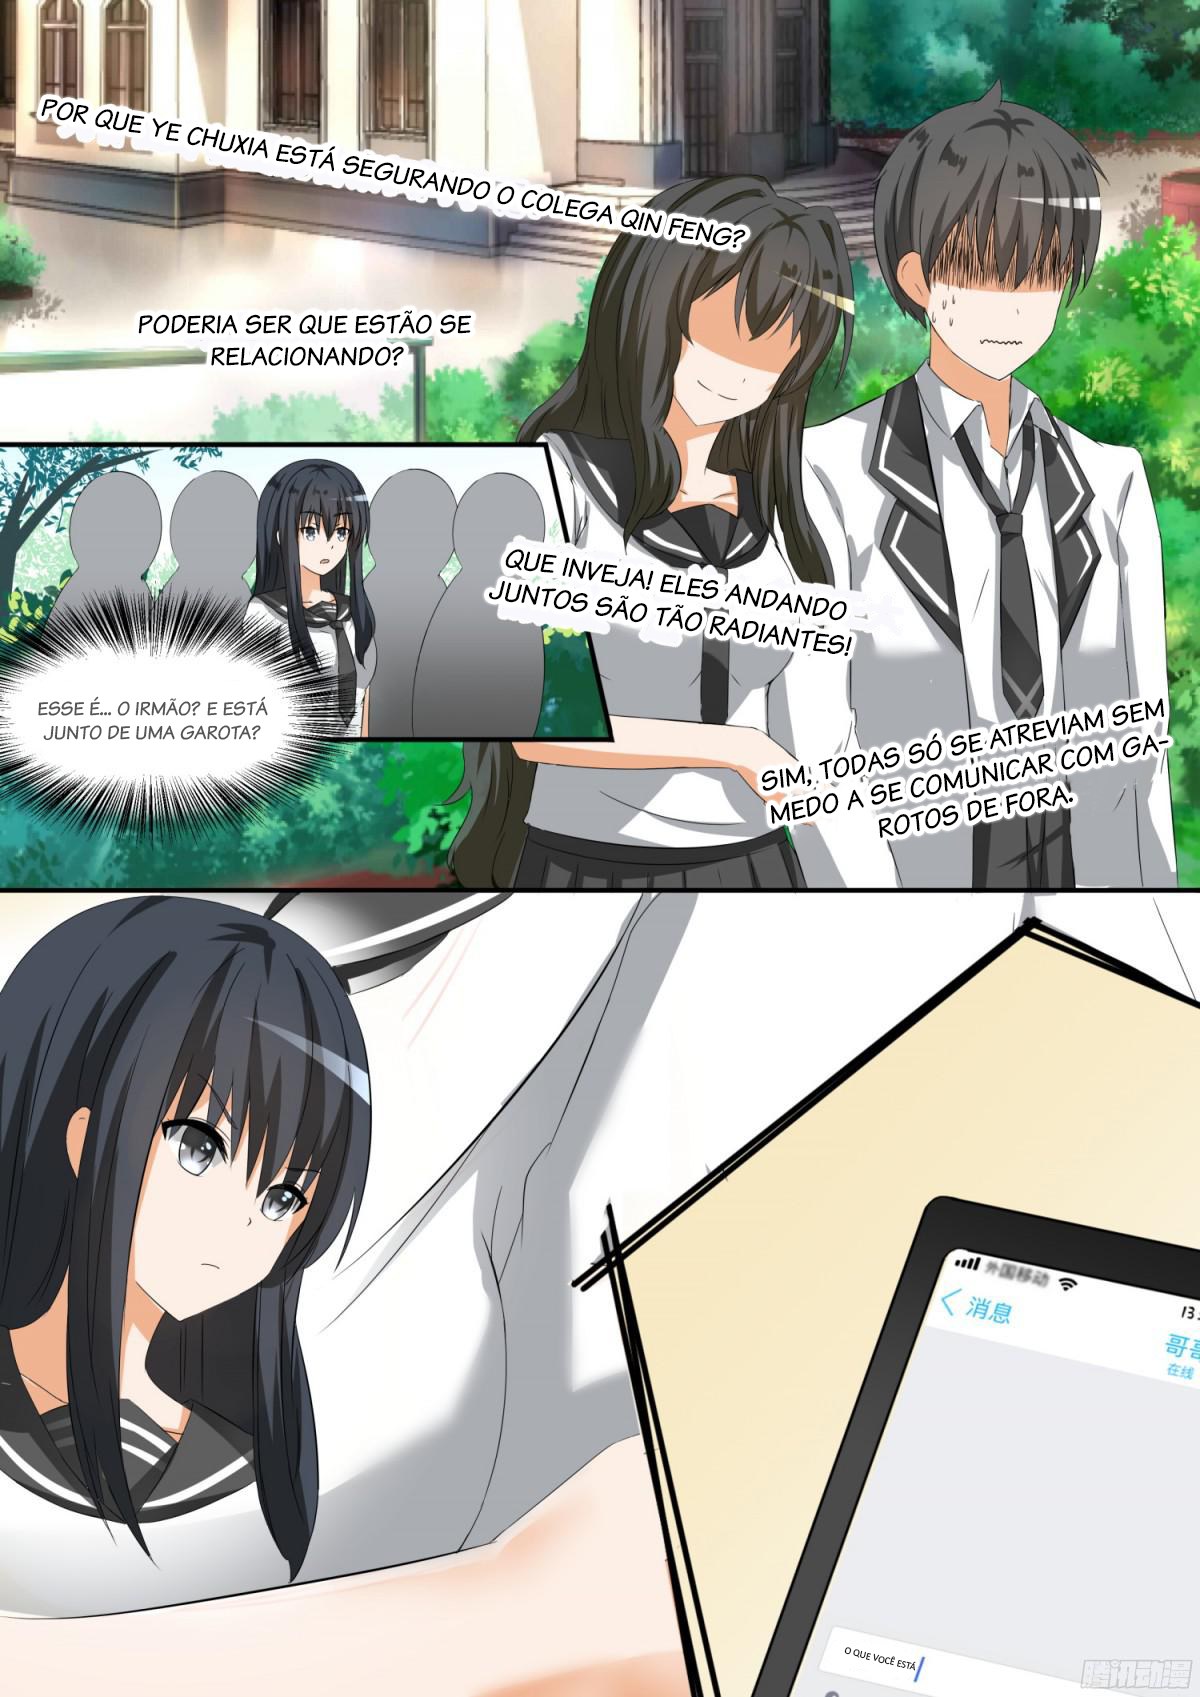 POR QUE YE CHUXIA ESTÁ SEGURANDO O COLEGA QIN FENG?
PODERIA SER QUE ESTÃO SE
RELACIONANDO?
QUE INVEJA! ELES ANDANDO
JUNTOS SÃO TÃO RADIANTES!
ESSE É... O IRMÃO? E ESTÁ
JUNTO DE UMA GAROTA?
SIM, TODAS SÓ SE ATREVIAM SEM
MEDO A SE COMUNICAR COM GA-
ROTOS DE FORA.
外国移动
13
消息
哥
在线
O QUE VOCÊ ESTÁ
腾讯动漫